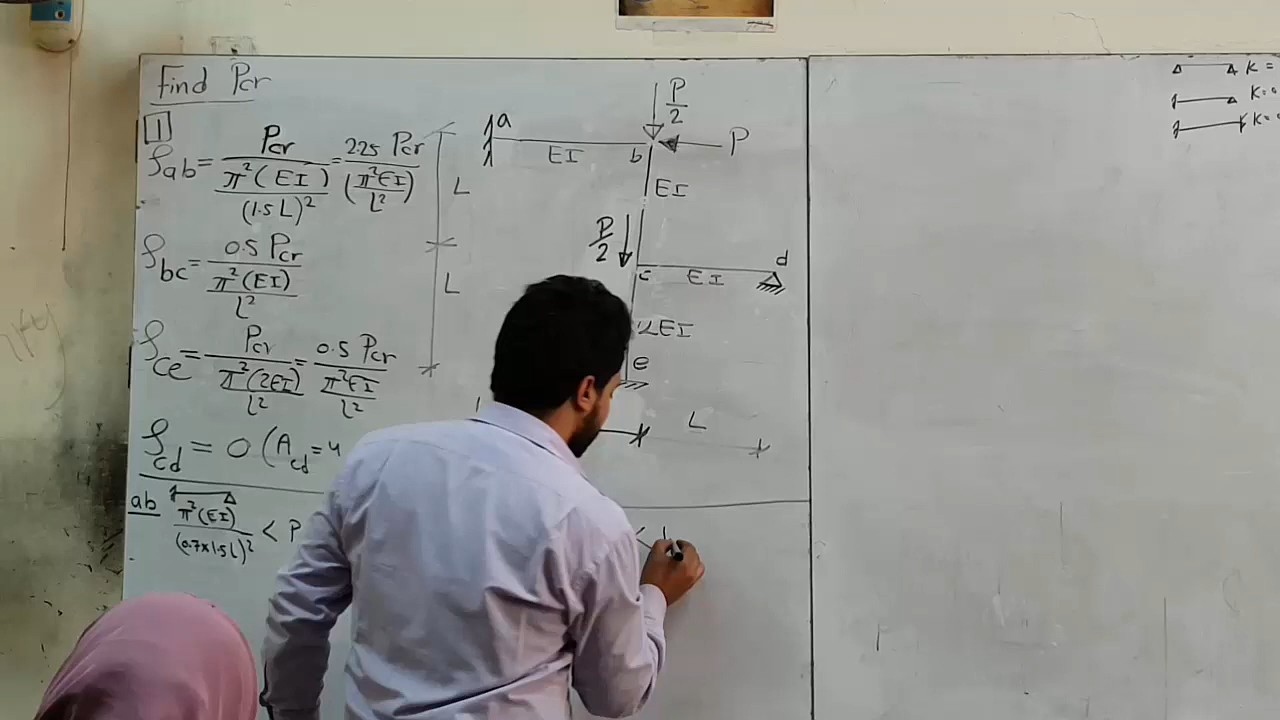 Find Pcr
1
ρab = Pcr / (π²(EI) / (1.5L)²) = 225 Pcr / (π²EI / L²)
ρbc = 0.5 Pcr / (π²(EI) / L²)
ρce = Pcr / (π²(2EI) / L²) = 0.5 Pcr / (π²EI / L²)
ρcd = 0 (Acd = 4
ab
π²(EI) / (0.7×1.5L)² < P
P/2
a
EI
b
P
EI
L
P/2
c
EI
d
L
2EI
e
L
K =
K =
K =